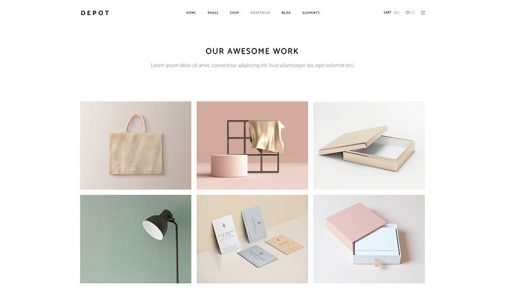 DEPOT
HOME PAGES SHOP PORTFOLIO BLOG ELEMENTS
CART
OUR AWESOME WORK
Lorem ipsum dolor sit amet, consectetur adipiscing elit. In ut ullamcorper leo, eget euismod orci.